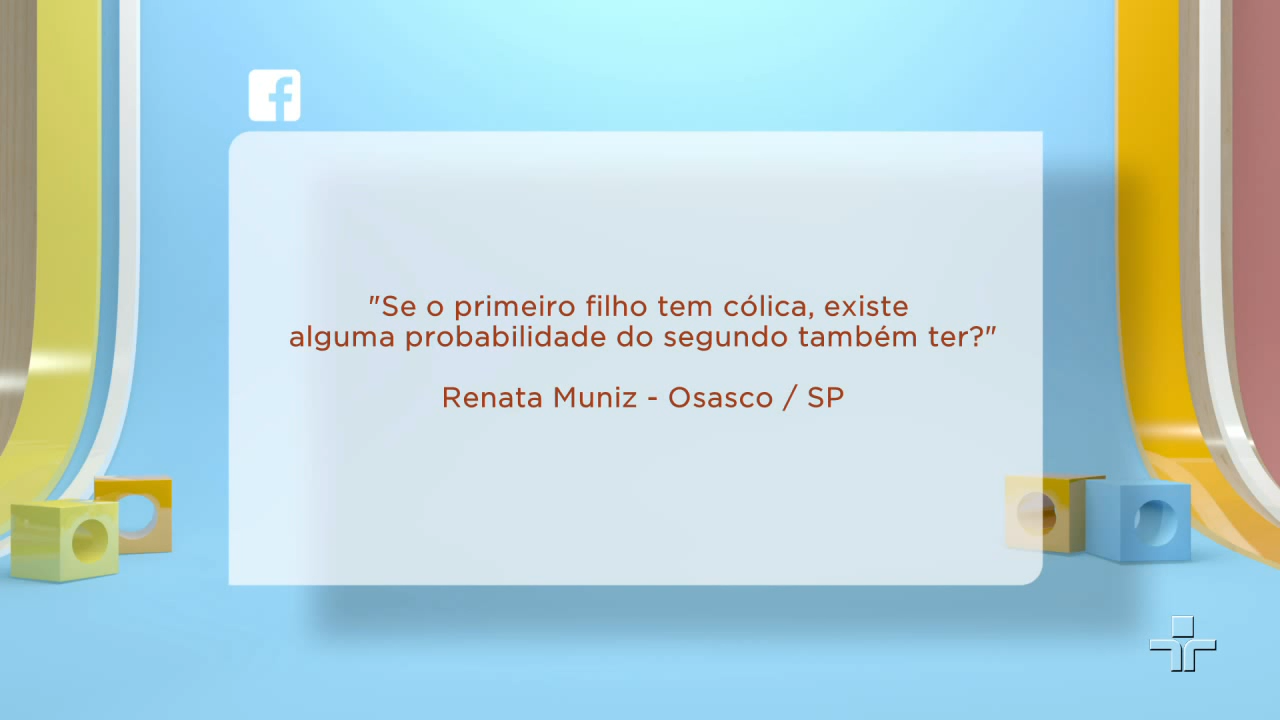 "Se o primeiro filho tem cólica, existe
alguma probabilidade do segundo também ter?"
Renata Muniz - Osasco / SP